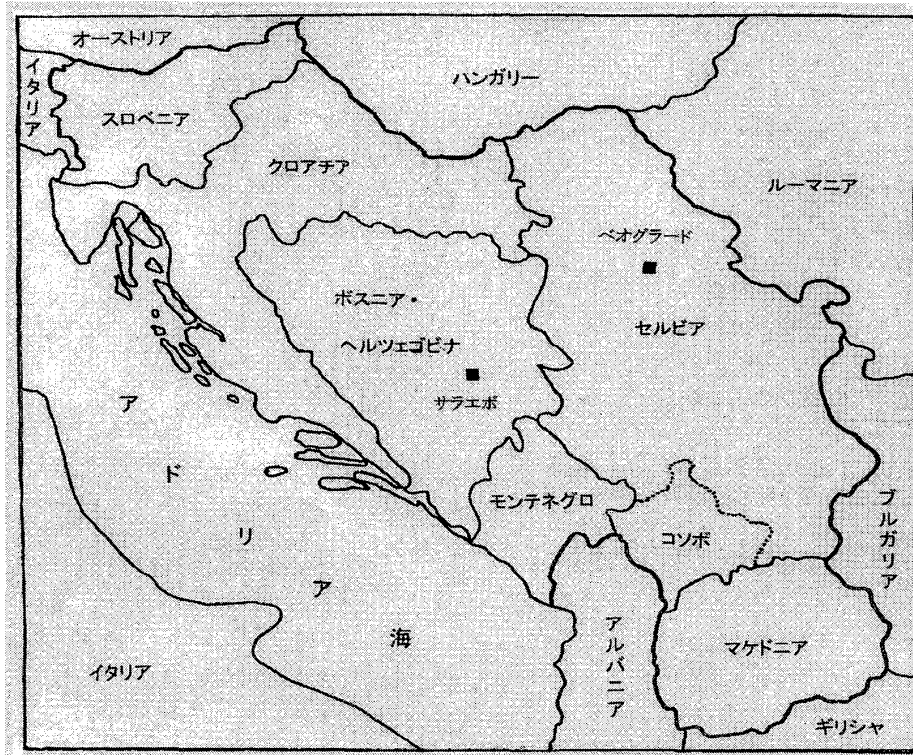 オーストリア
イタリア
ハンガリー
スロベニア
クロアチア
ルーマニア
ベオグラード
ボスニア・
ヘルツェゴビナ
セルビア
サラエボ
アドリア海
モンテネグロ
コソボ
ブルガリア
アルバニア
マケドニア
イタリア
ギリシャ